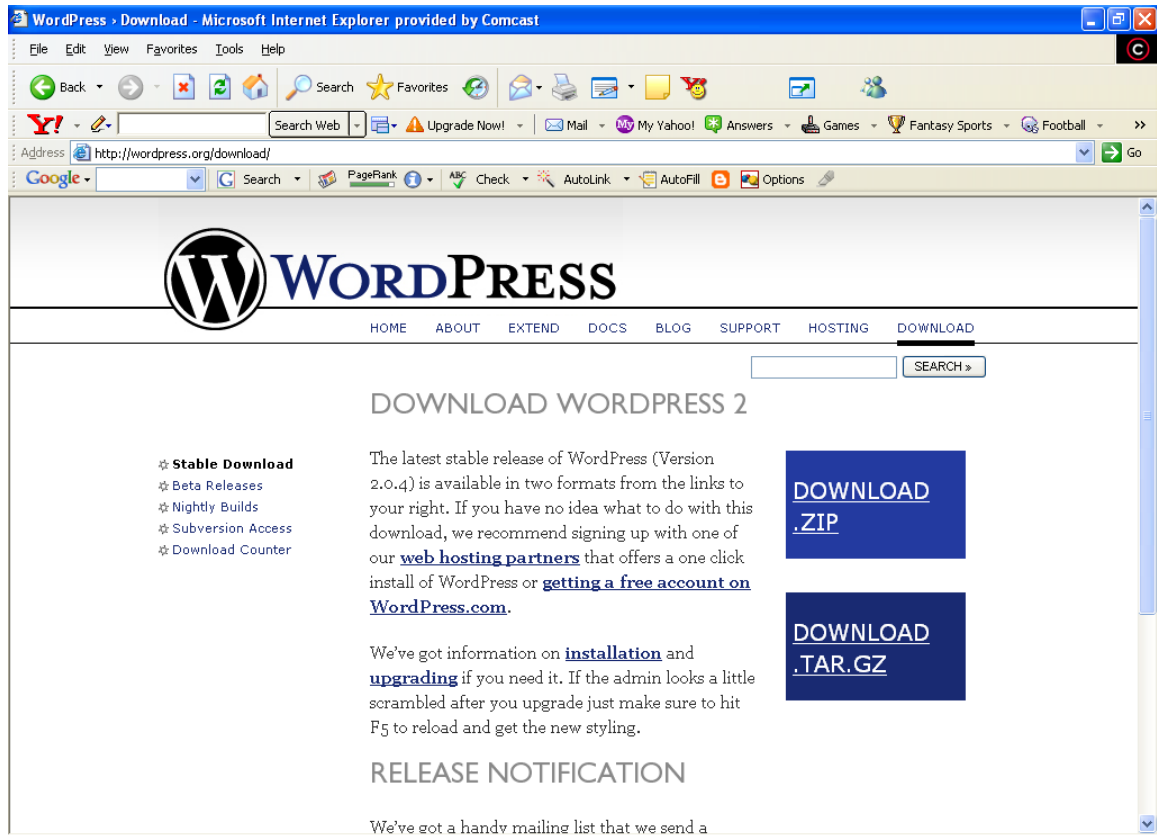 WordPress › Download - Microsoft Internet Explorer provided by Comcast
File Edit View Favorites Tools Help
Back Search Favorites
Y! Search Web Upgrade Now! Mail My My Yahoo! Answers Games Fantasy Sports Football »
Address http://wordpress.org/download/ Go
Google G Search PageRank ABC Check AutoLink AutoFill Options
W WORDPRESS
HOME ABOUT EXTEND DOCS BLOG SUPPORT HOSTING DOWNLOAD
SEARCH »
DOWNLOAD WORDPRESS 2
Stable Download
Beta Releases
Nightly Builds
Subversion Access
Download Counter
The latest stable release of WordPress (Version
2.0.4) is available in two formats from the links to
your right. If you have no idea what to do with this
download, we recommend signing up with one of
our web hosting partners that offers a one click
install of WordPress or getting a free account on
WordPress.com.
We've got information on installation and
upgrading if you need it. If the admin looks a little
scrambled after you upgrade just make sure to hit
F5 to reload and get the new styling.
DOWNLOAD
.ZIP
DOWNLOAD
.TAR.GZ
RELEASE NOTIFICATION
We've got a handy mailing list that we send a